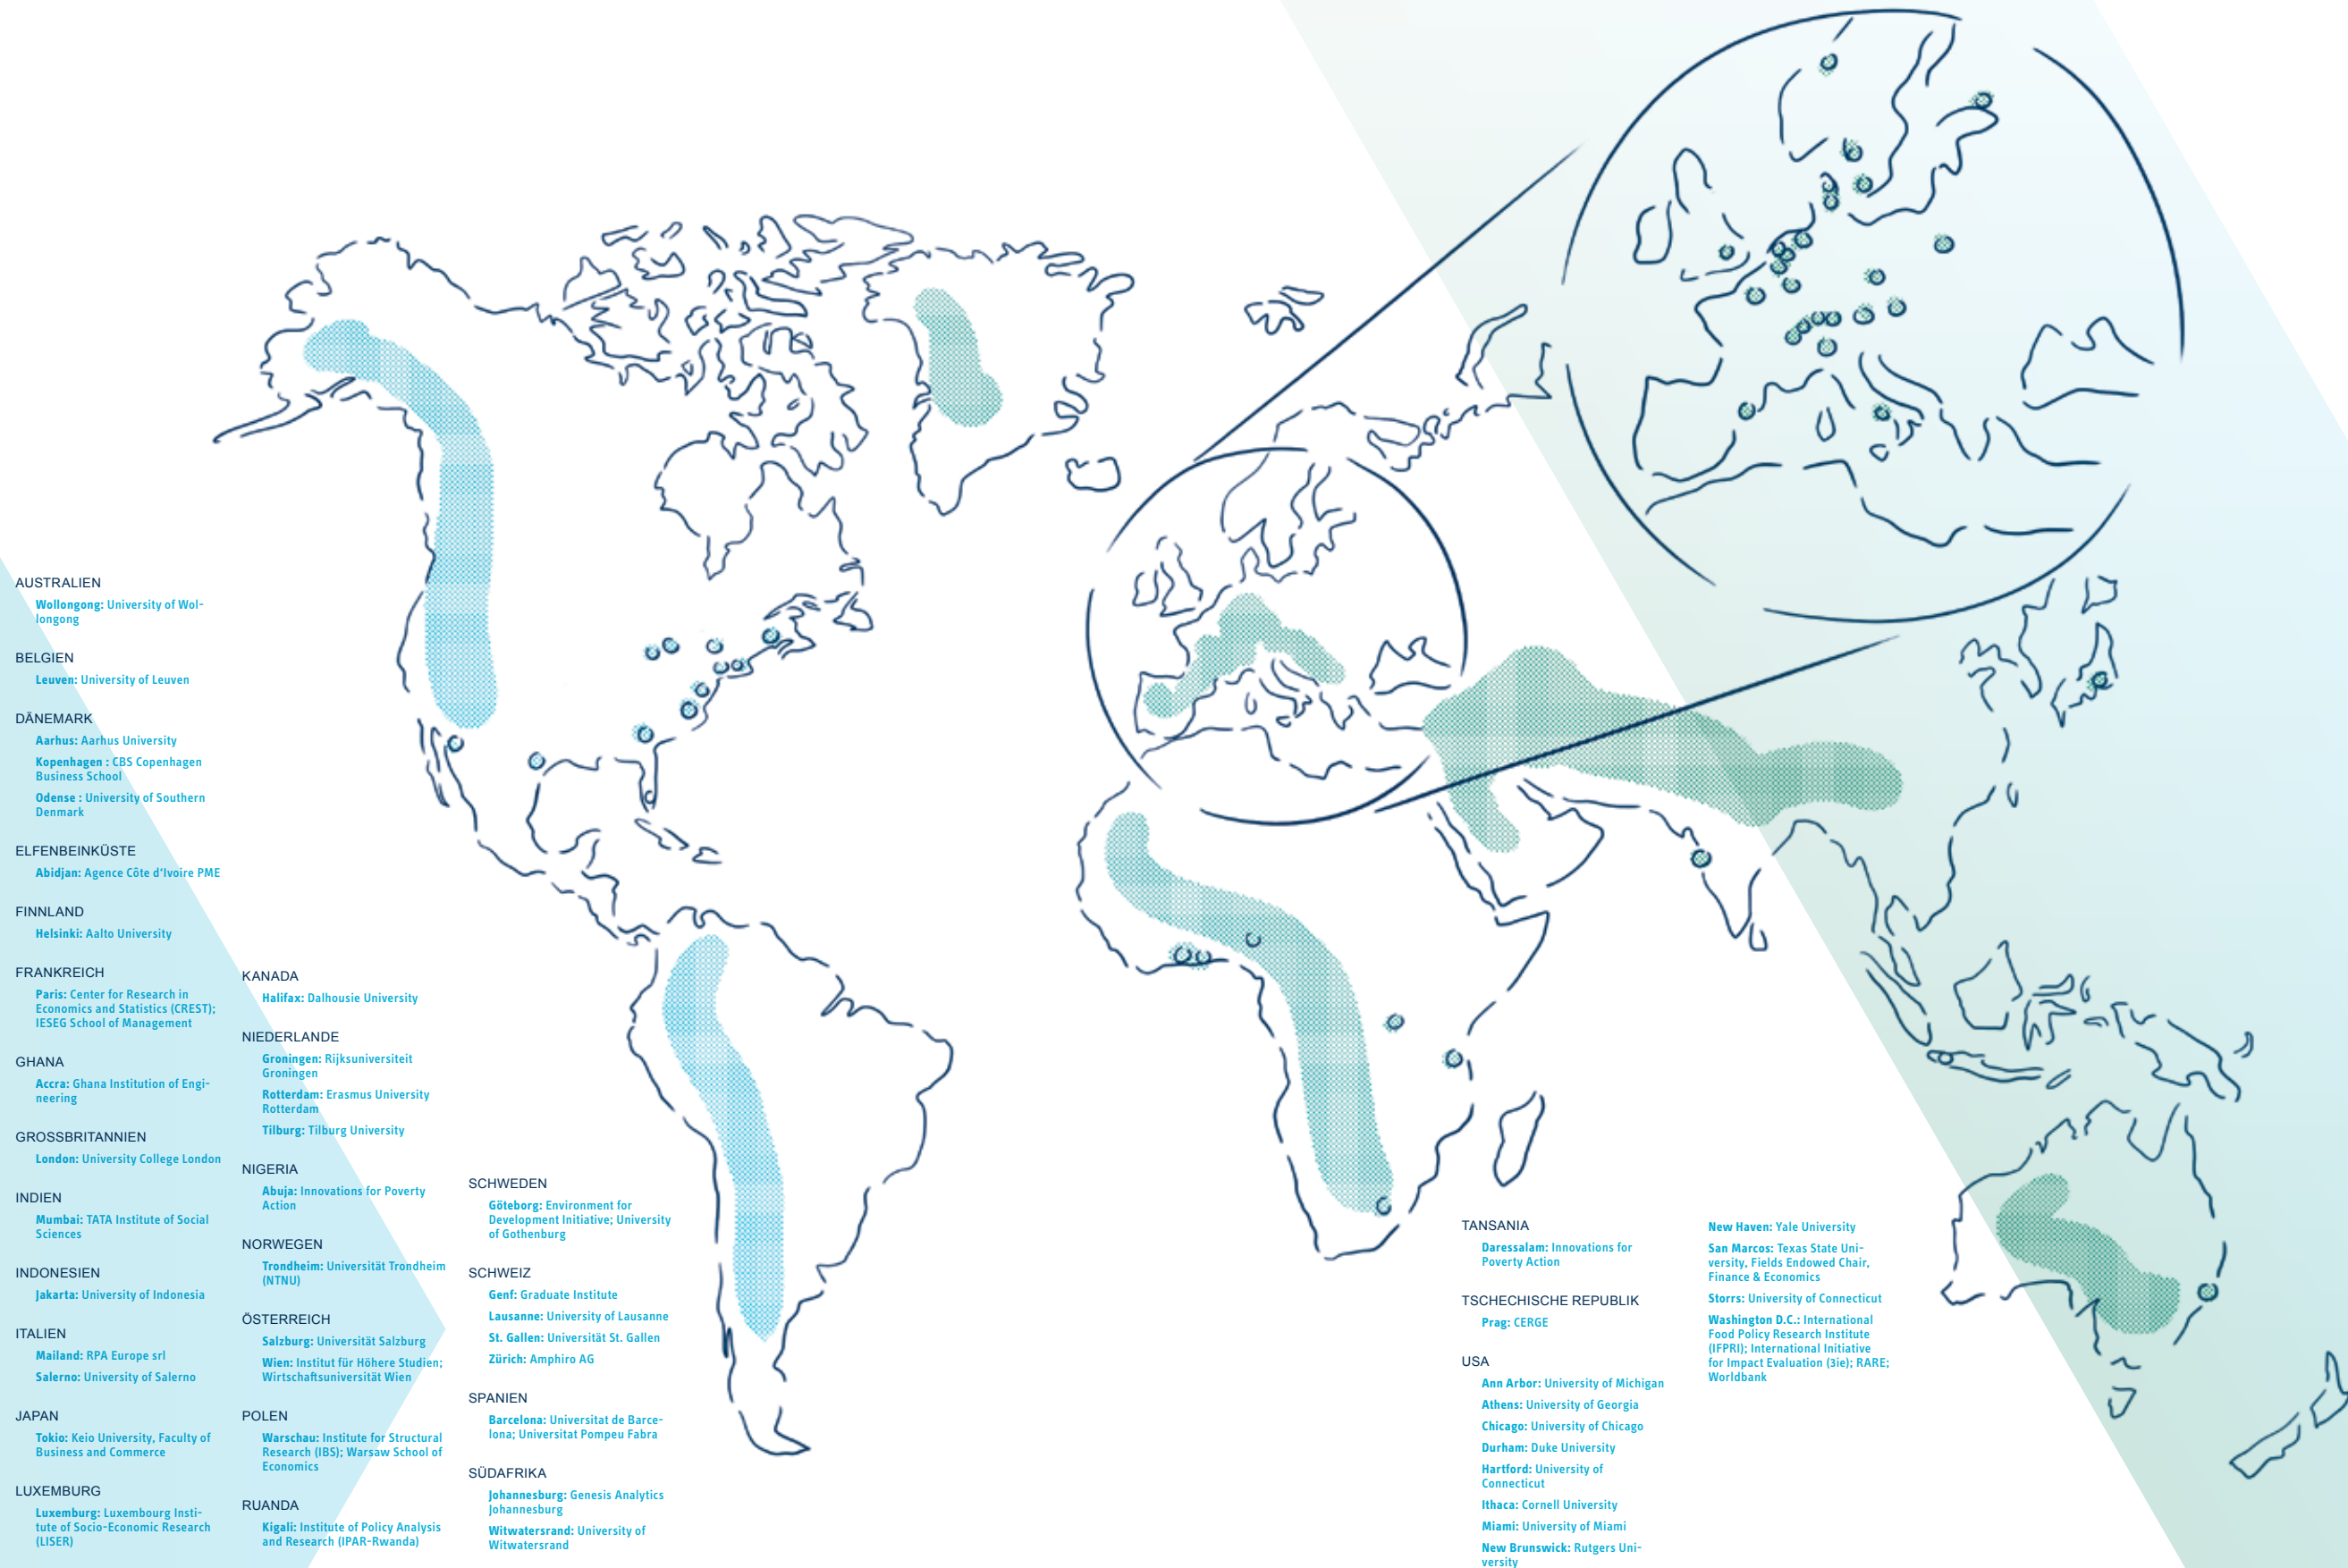 AUSTRALIEN
Wollongong: University of Wol-
longong
BELGIEN
Leuven: University of Leuven
DÄNEMARK
Aarhus: Aarhus University
Kopenhagen : CBS Copenhagen
Business School
Odense : University of Southern
Denmark
ELFENBEINKÜSTE
Abidjan: Agence Côte d'Ivoire PME
FINNLAND
Helsinki: Aalto University
FRANKREICH
Paris: Center for Research in
Economics and Statistics (CREST);
IESEG School of Management
GHANA
Accra: Ghana Institution of Engi-
neering
GROSSBRITANNIEN
London: University College London
INDIEN
Mumbai: TATA Institute of Social
Sciences
INDONESIEN
Jakarta: University of Indonesia
ITALIEN
Mailand: RPA Europe srl
Salerno: University of Salerno
JAPAN
Tokio: Keio University, Faculty of
Business and Commerce
LUXEMBURG
Luxemburg: Luxembourg Insti-
tute of Socio-Economic Research
(LISER)
KANADA
Halifax: Dalhousie University
NIEDERLANDE
Groningen: Rijksuniversiteit
Groningen
Rotterdam: Erasmus University
Rotterdam
Tilburg: Tilburg University
NIGERIA
Abuja: Innovations for Poverty
Action
NORWEGEN
Trondheim: Universität Trondheim
(NTNU)
ÖSTERREICH
Salzburg: Universität Salzburg
Wien: Institut für Höhere Studien;
Wirtschaftsuniversität Wien
POLEN
Warschau: Institute for Structural
Research (IBS); Warsaw School of
Economics
RUANDA
Kigali: Institute of Policy Analysis
and Research (IPAR-Rwanda)
SCHWEDEN
Göteborg: Environment for
Development Initiative; University
of Gothenburg
SCHWEIZ
Genf: Graduate Institute
Lausanne: University of Lausanne
St. Gallen: Universität St. Gallen
Zürich: Amphiro AG
SPANIEN
Barcelona: Universitat de Barce-
lona; Universitat Pompeu Fabra
SÜDAFRIKA
Johannesburg: Genesis Analytics
Johannesburg
Witwatersrand: University of
Witwatersrand
TANSANIA
Daressalam: Innovations for
Poverty Action
TSCHECHISCHE REPUBLIK
Prag: CERGE
USA
Ann Arbor: University of Michigan
Athens: University of Georgia
Chicago: University of Chicago
Durham: Duke University
Hartford: University of
Connecticut
Ithaca: Cornell University
Miami: University of Miami
New Brunswick: Rutgers Uni-
versity
New Haven: Yale University
San Marcos: Texas State Uni-
versity, Fields Endowed Chair,
Finance & Economics
Storrs: University of Connecticut
Washington D.C.: International
Food Policy Research Institute
(IFPRI); International Initiative
for Impact Evaluation (3ie); RARE;
Worldbank